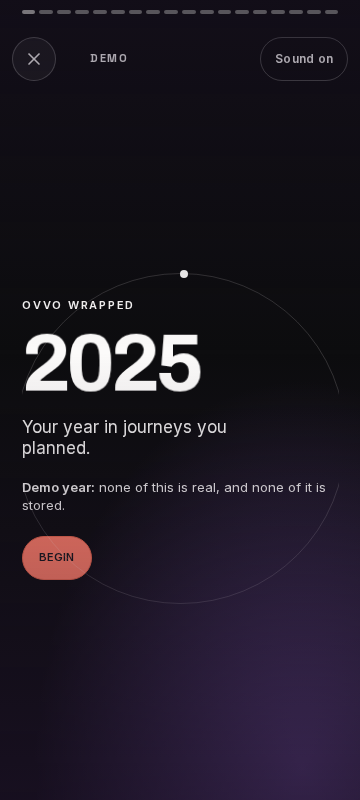 DEMO
Sound on
OVVO WRAPPED
2025
Your year in journeys you
planned.
Demo year: none of this is real, and none of it is
stored.
BEGIN